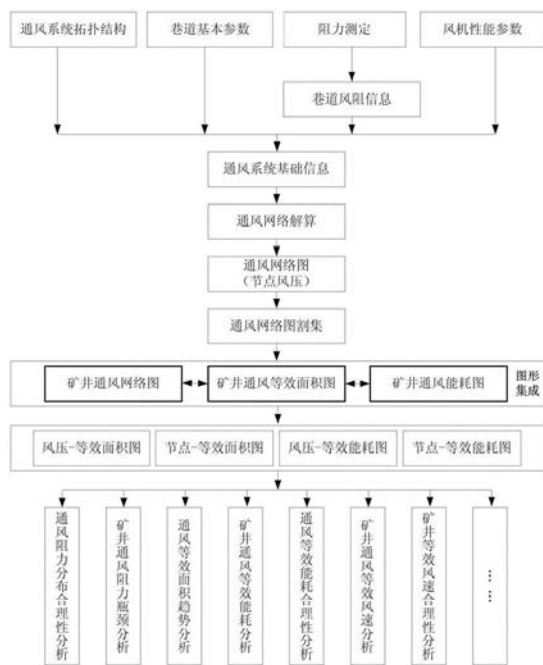 通风系统拓扑结构
巷道基本参数
阻力测定
风机性能参数
巷道风阻信息
通风系统基础信息
通风网络解算
通风网络图
（节点风压）
通风网络图割集
矿井通风网络图
矿井通风等效面积图
矿井通风能耗图
图形
集成
风压-等效面积图
节点-等效面积图
风压-等效能耗图
节点-等效能耗图
通风阻力分布合理性分析
矿井通风阻力瓶颈分析
通风等效面积趋势分析
矿井通风等效能耗分析
通风等效能耗合理性分析
矿井通风等效风速分析
矿井等效风速合理性分析
……